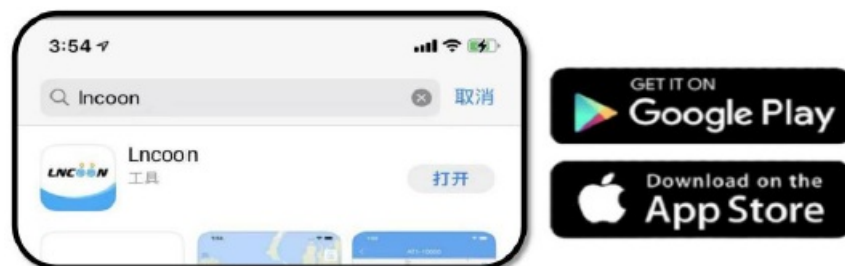 3:54
lncoon
取消
Lncoon
LNCOON
工具
打开
GET IT ON
Google Play
Download on the
App Store